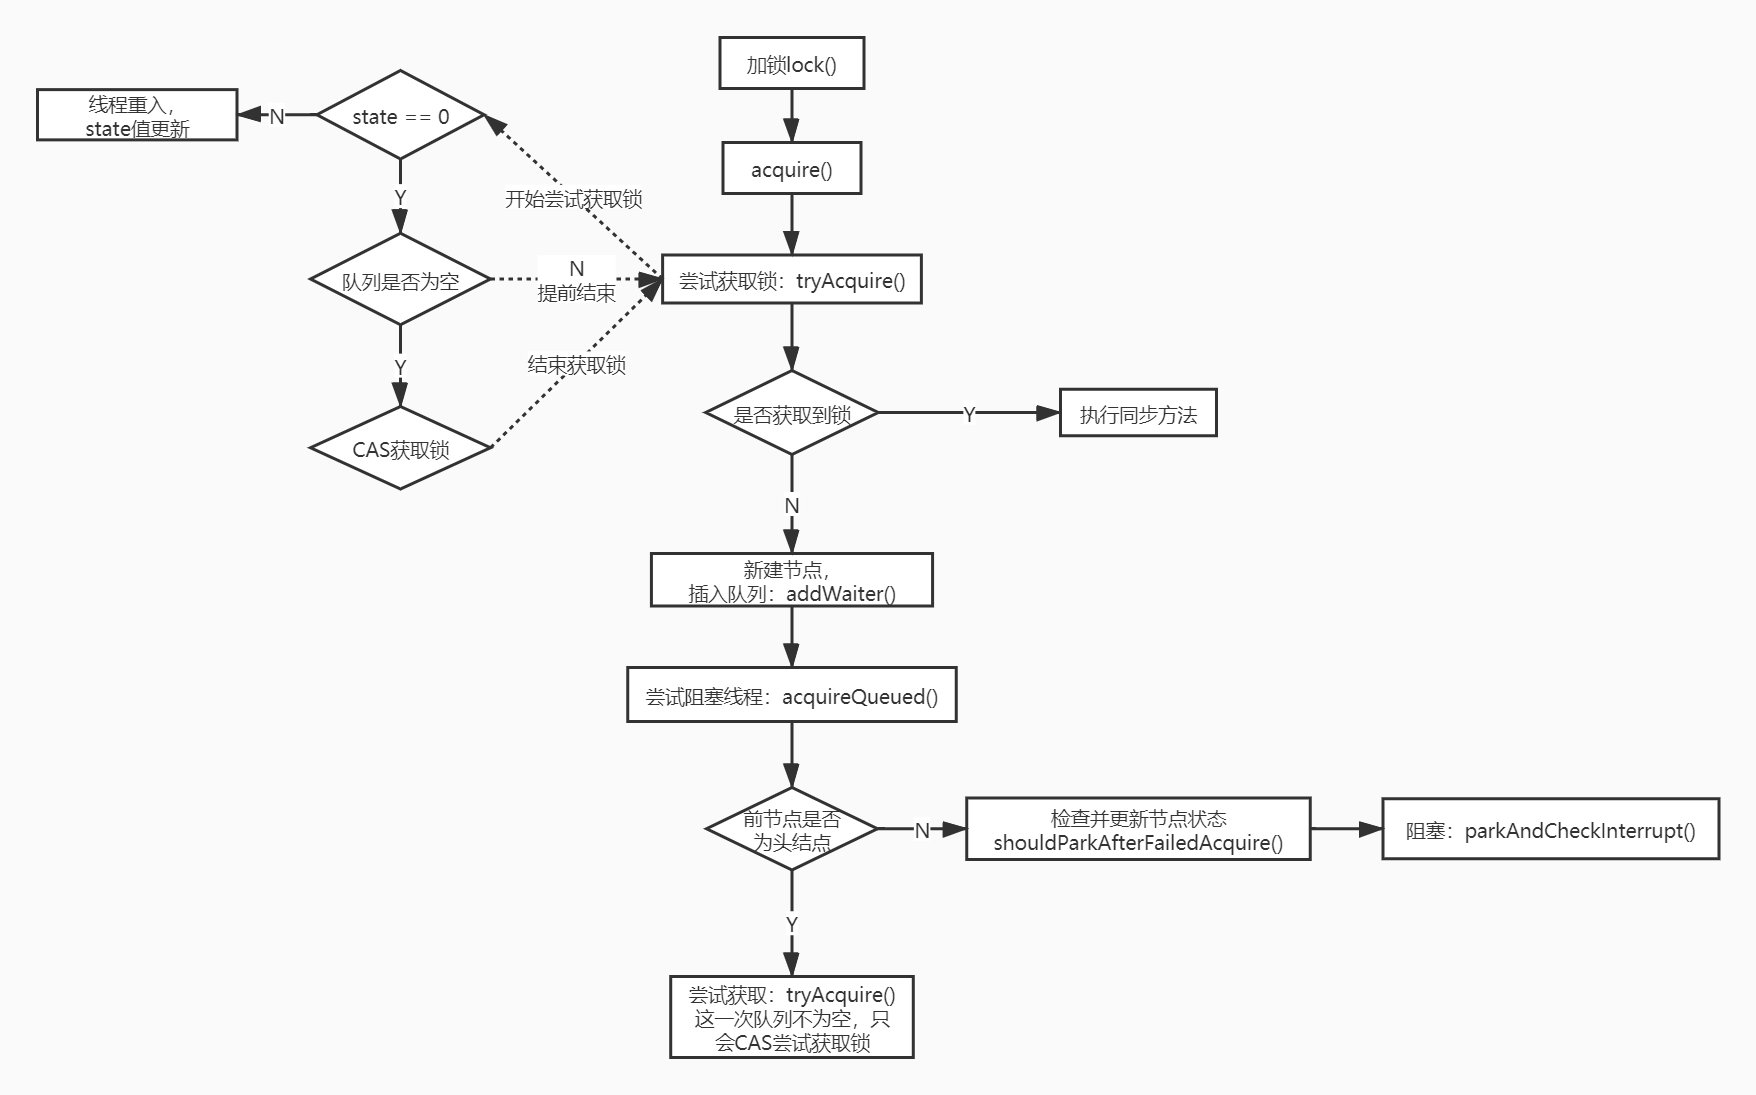 加锁lock()
acquire()
尝试获取锁：tryAcquire()
开始尝试获取锁
state == 0
N
线程重入，
state值更新
Y
队列是否为空
N
提前结束
Y
CAS获取锁
结束获取锁
是否获取到锁
Y
执行同步方法
N
新建节点，
插入队列：addWaiter()
尝试阻塞线程：acquireQueued()
前节点是否
为头结点
N
检查并更新节点状态
shouldParkAfterFailedAcquire()
阻塞：parkAndCheckInterrupt()
Y
尝试获取：tryAcquire()
这一次队列不为空，只
会CAS尝试获取锁